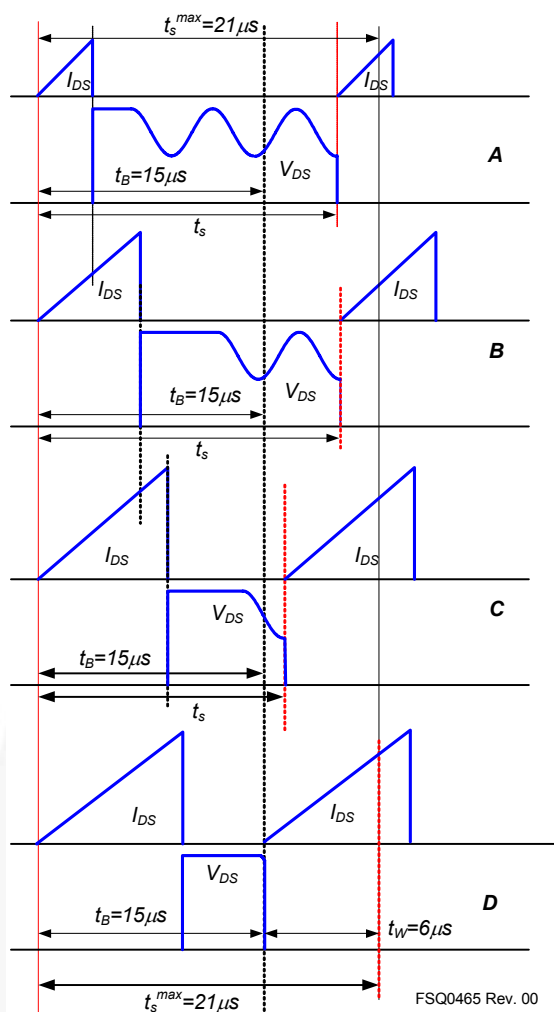 t_s^max=21μs
I_DS I_DS
A
t_B=15μs V_DS
t_s
I_DS I_DS
B
t_B=15μs V_DS
t_s
I_DS I_DS
C
V_DS
t_B=15μs
t_s
I_DS I_DS
V_DS
D
t_B=15μs t_W=6μs
t_s^max=21μs
FSQ0465 Rev. 00